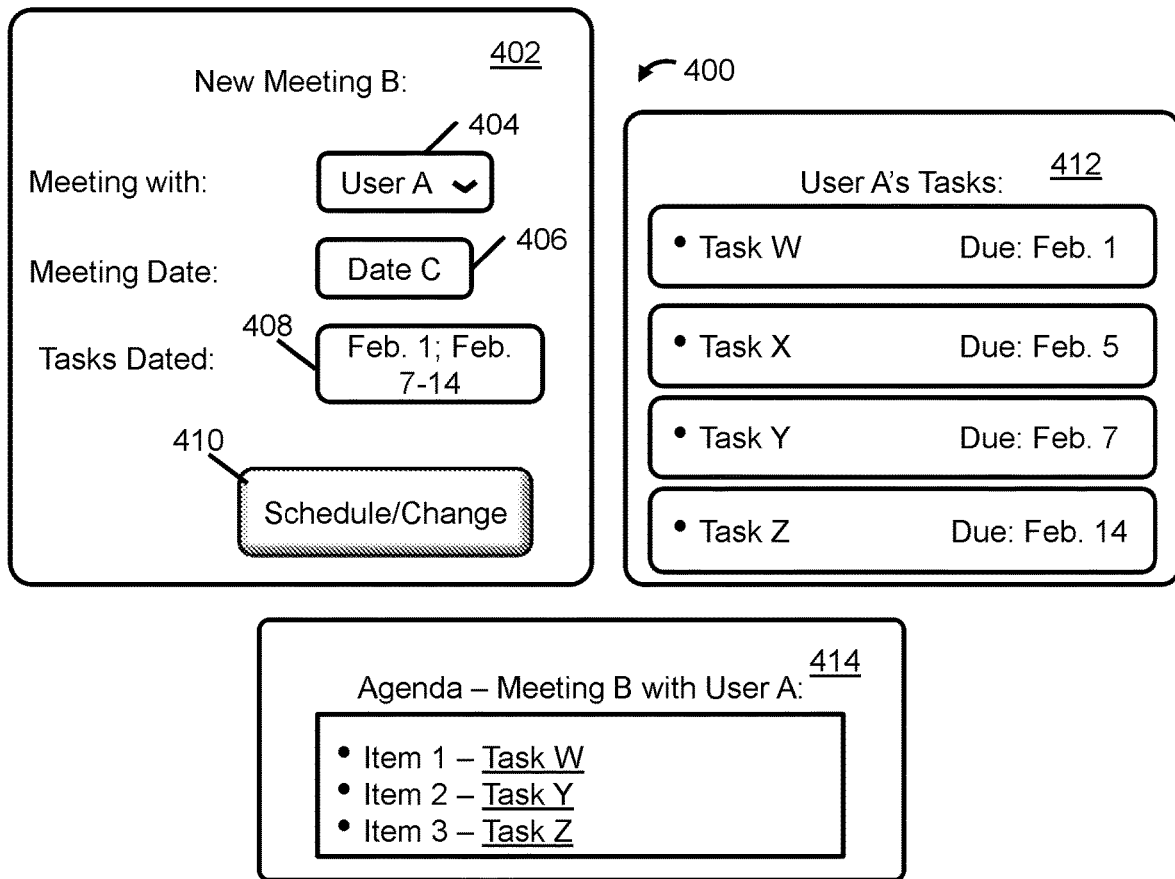 402
New Meeting B:
404
Meeting with:
User A
406
Meeting Date:
Date C
408
Tasks Dated:
Feb. 1; Feb.
7-14
410
Schedule/Change
400
412
User A's Tasks:
• Task W Due: Feb. 1
• Task X Due: Feb. 5
• Task Y Due: Feb. 7
• Task Z Due: Feb. 14
414
Agenda – Meeting B with User A:
• Item 1 – Task W
• Item 2 – Task Y
• Item 3 – Task Z